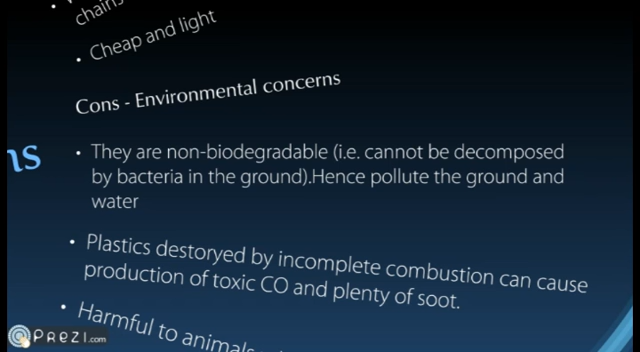 chains
• Cheap and light
Cons - Environmental concerns
ns
• They are non-biodegradable (i.e. cannot be decomposed
by bacteria in the ground).Hence pollute the ground and
water
• Plastics destoryed by incomplete combustion can cause
production of toxic CO and plenty of soot.
• Harmful to animals
PREZI.com